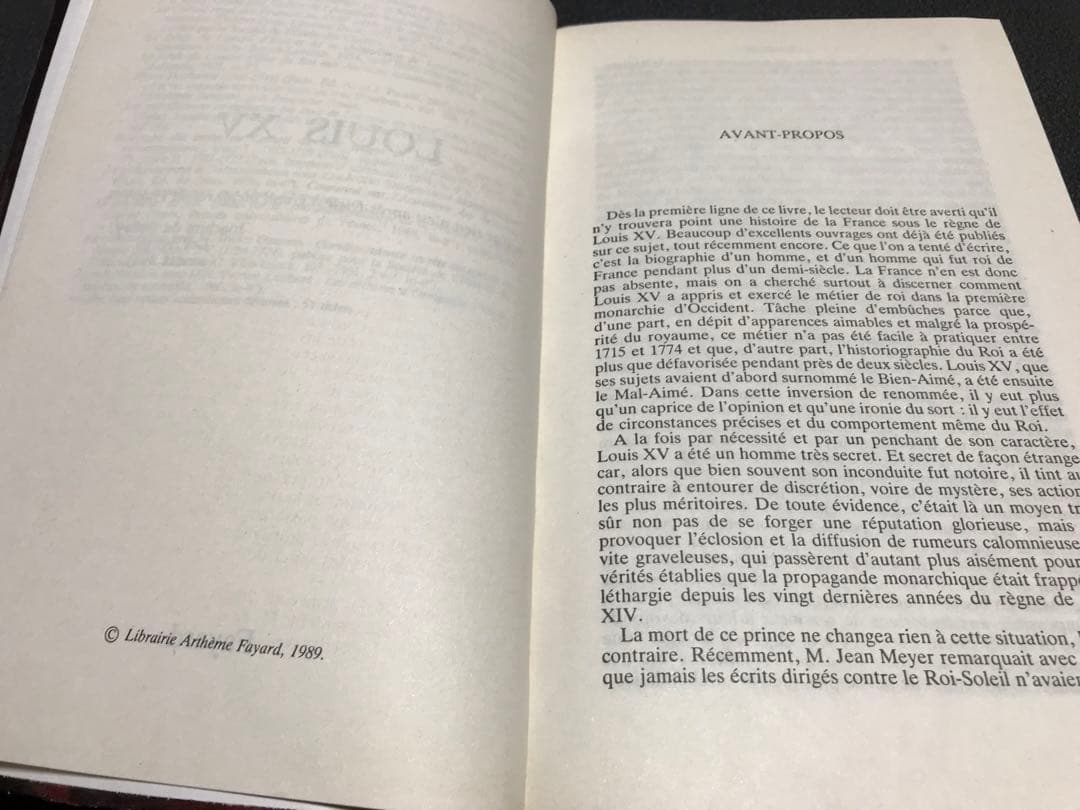 LOUIS XV
© Librairie Arthème Fayard, 1989.
AVANT-PROPOS
Dès la première ligne de ce livre, le lecteur doit être averti qu'il
n'y trouvera point une histoire de la France sous le règne de
Louis XV. Beaucoup d'excellents ouvrages ont déjà été publiés
sur ce sujet, tout récemment encore. Ce que l'on a tenté d'écrire,
c'est la biographie d'un homme, et d'un homme qui fut roi de
France pendant plus d'un demi-siècle. La France n'en est donc
pas absente, mais on a cherché surtout à discerner comment
Louis XV a appris et exercé le métier de roi dans la première
monarchie d'Occident. Tâche pleine d'embûches parce que,
d'une part, en dépit d'apparences aimables et malgré la prospé-
rité du royaume, ce métier n'a pas été facile à pratiquer entre
1715 et 1774 et que, d'autre part, l'historiographie du Roi a été
plus que défavorisée pendant près de deux siècles. Louis XV, que
ses sujets avaient d'abord surnommé le Bien-Aimé, a été ensuite
le Mal-Aimé. Dans cette inversion de renommée, il y eut plus
qu'un caprice de l'opinion et qu'une ironie du sort : il y eut l'effet
de circonstances précises et du comportement même du Roi.
A la fois par nécessité et par un penchant de son caractère,
Louis XV a été un homme très secret. Et secret de façon étrange
car, alors que bien souvent son inconduite fut notoire, il tint au
contraire à entourer de discrétion, voire de mystère, ses action
les plus méritoires. De toute évidence, c'était là un moyen tr
sûr non pas de se forger une réputation glorieuse, mais
provoquer l'éclosion et la diffusion de rumeurs calomnieuse
vite graveleuses, qui passèrent d'autant plus aisément pour
vérités établies que la propagande monarchique était frappé
léthargie depuis les vingt dernières années du règne de
XIV.
La mort de ce prince ne changea rien à cette situation,
contraire. Récemment, M. Jean Meyer remarquait avec
que jamais les écrits dirigés contre le Roi-Soleil n'avaien